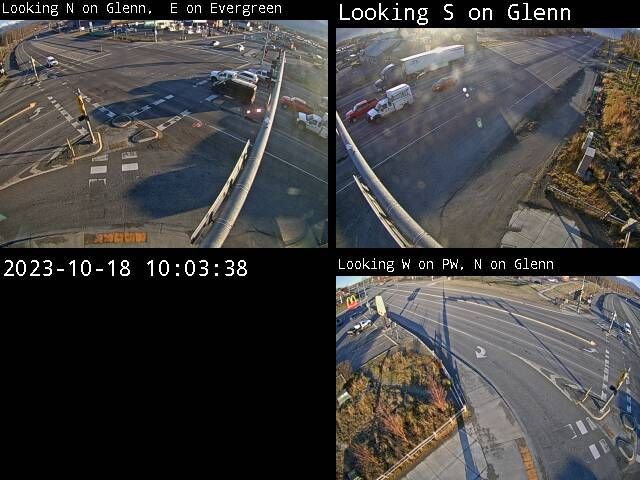 Looking N on Glenn, E on Evergreen
Looking S on Glenn
2023-10-18 10:03:38
Looking W on PW, N on Glenn